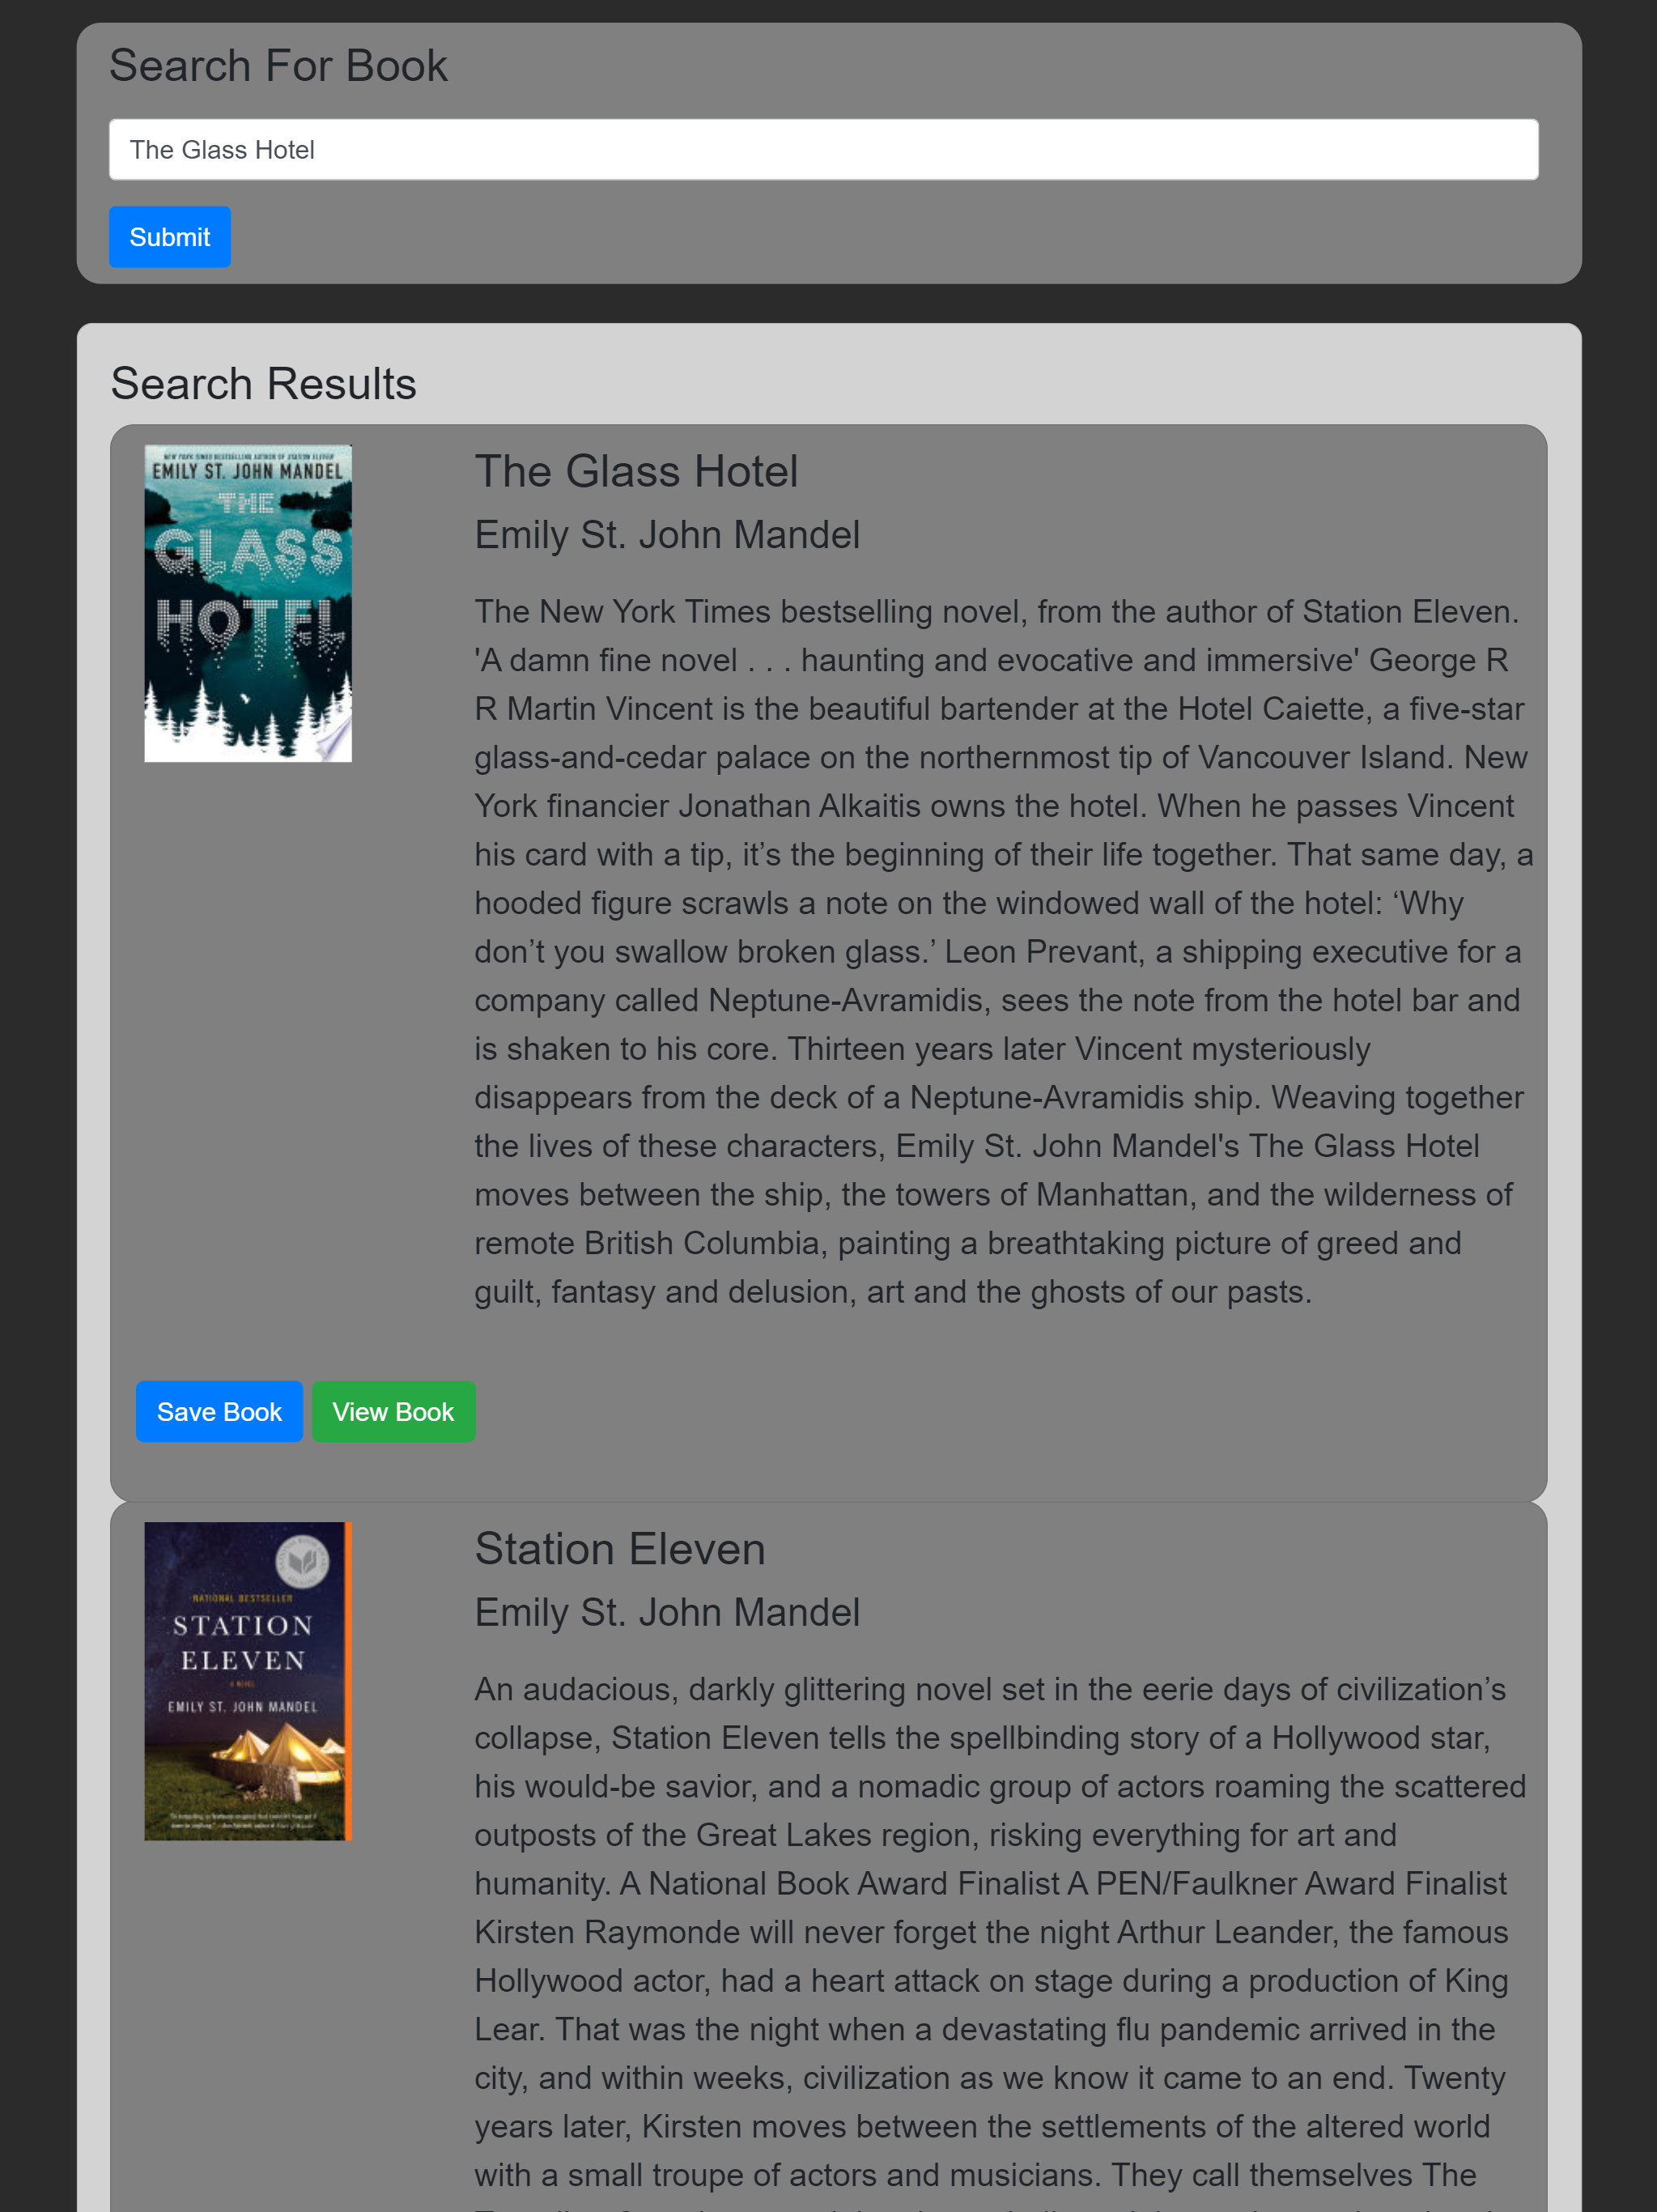 Search For Book
The Glass Hotel
Submit
Search Results
NEW YORK TIMES BESTSELLING AUTHOR OF STATION ELEVEN
EMILY ST. JOHN MANDEL
THE
GLASS
HOTEL
The Glass Hotel
Emily St. John Mandel
The New York Times bestselling novel, from the author of Station Eleven.
'A damn fine novel . . . haunting and evocative and immersive' George R
R Martin Vincent is the beautiful bartender at the Hotel Caiette, a five-star
glass-and-cedar palace on the northernmost tip of Vancouver Island. New
York financier Jonathan Alkaitis owns the hotel. When he passes Vincent
his card with a tip, it’s the beginning of their life together. That same day, a
hooded figure scrawls a note on the windowed wall of the hotel: ‘Why
don’t you swallow broken glass.’ Leon Prevant, a shipping executive for a
company called Neptune-Avramidis, sees the note from the hotel bar and
is shaken to his core. Thirteen years later Vincent mysteriously
disappears from the deck of a Neptune-Avramidis ship. Weaving together
the lives of these characters, Emily St. John Mandel's The Glass Hotel
moves between the ship, the towers of Manhattan, and the wilderness of
remote British Columbia, painting a breathtaking picture of greed and
guilt, fantasy and delusion, art and the ghosts of our pasts.
Save Book
View Book
NATIONAL BESTSELLER
STATION
ELEVEN
A NOVEL
EMILY ST. JOHN MANDEL
Station Eleven
Emily St. John Mandel
An audacious, darkly glittering novel set in the eerie days of civilization’s
collapse, Station Eleven tells the spellbinding story of a Hollywood star,
his would-be savior, and a nomadic group of actors roaming the scattered
outposts of the Great Lakes region, risking everything for art and
humanity. A National Book Award Finalist A PEN/Faulkner Award Finalist
Kirsten Raymonde will never forget the night Arthur Leander, the famous
Hollywood actor, had a heart attack on stage during a production of King
Lear. That was the night when a devastating flu pandemic arrived in the
city, and within weeks, civilization as we know it came to an end. Twenty
years later, Kirsten moves between the settlements of the altered world
with a small troupe of actors and musicians. They call themselves The